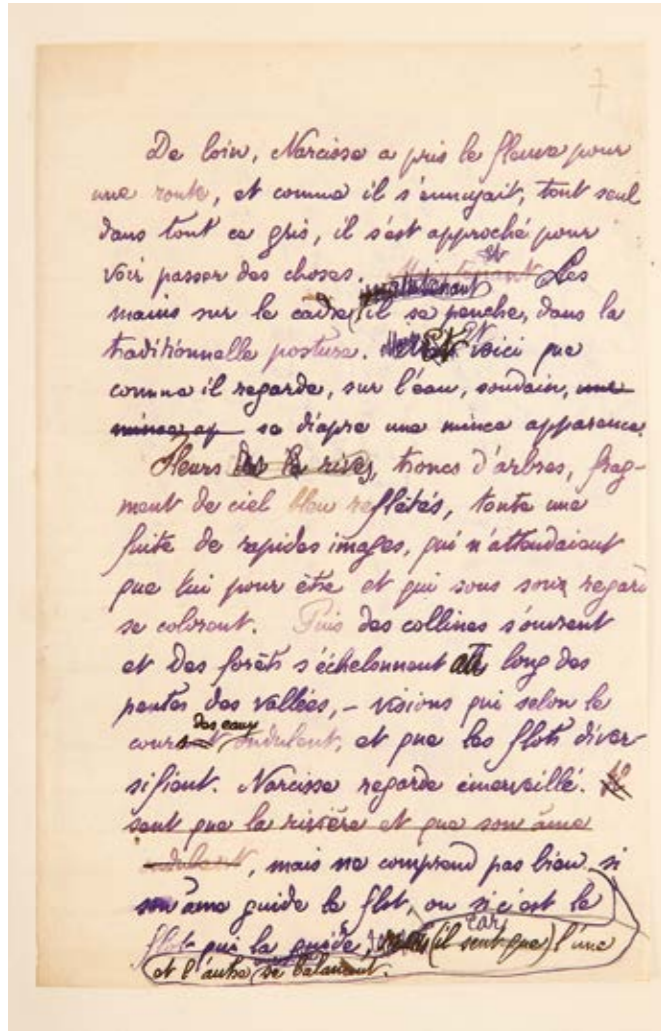 7
De loin, Narcisse a pris le fleuve pour
une route, et comme il s'ennuyait, tout seul
dans tout ce gris, il s'est approché pour
voir passer des choses. Maintenant Et Les
maintenant
mains sur le cadre, il se penche, dans la
traditionnelle posture. Et voici que
comme il regarde, sur l'eau, soudain, une
mince ap se diapre une mince apparence.
Fleurs des rives, troncs d'arbres, frag-
ment de ciel bleu reflétés, toute une
fuite de rapides images, qui n'attendaient
que lui pour être et qui sous son regard
se colorent. Puis des collines s'ouvrent
et des forêts s'échelonnent au long des
pentes des vallées, – visions qui selon le
des eaux
cours ondulent, et que les flots diver-
sifient. Narcisse regarde émerveillé.
sent que la rivière et que son âme
ondulent, mais ne comprend pas bien si
son âme guide le flot, ou si c'est le
car
flot qui la guide, (il sent que) l'une
et l'autre se balancent.